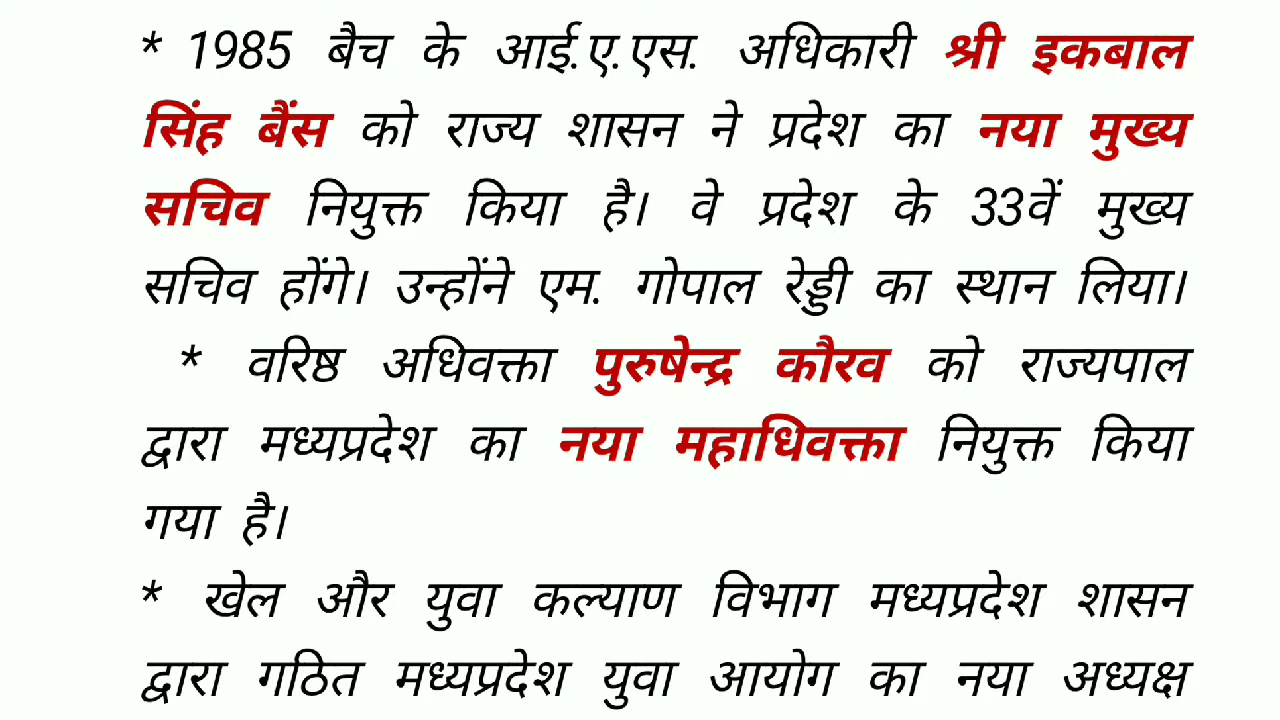 * 1985 बैच के आई.ए.एस. अधिकारी श्री इकबाल
सिंह बैंस को राज्य शासन ने प्रदेश का नया मुख्य
सचिव नियुक्त किया है। वे प्रदेश के 33वें मुख्य
सचिव होंगे। उन्होंने एम. गोपाल रेड्डी का स्थान लिया।
* वरिष्ठ अधिवक्ता पुरुषेन्द्र कौरव को राज्यपाल
द्वारा मध्यप्रदेश का नया महाधिवक्ता नियुक्त किया
गया है।
* खेल और युवा कल्याण विभाग मध्यप्रदेश शासन
द्वारा गठित मध्यप्रदेश युवा आयोग का नया अध्यक्ष